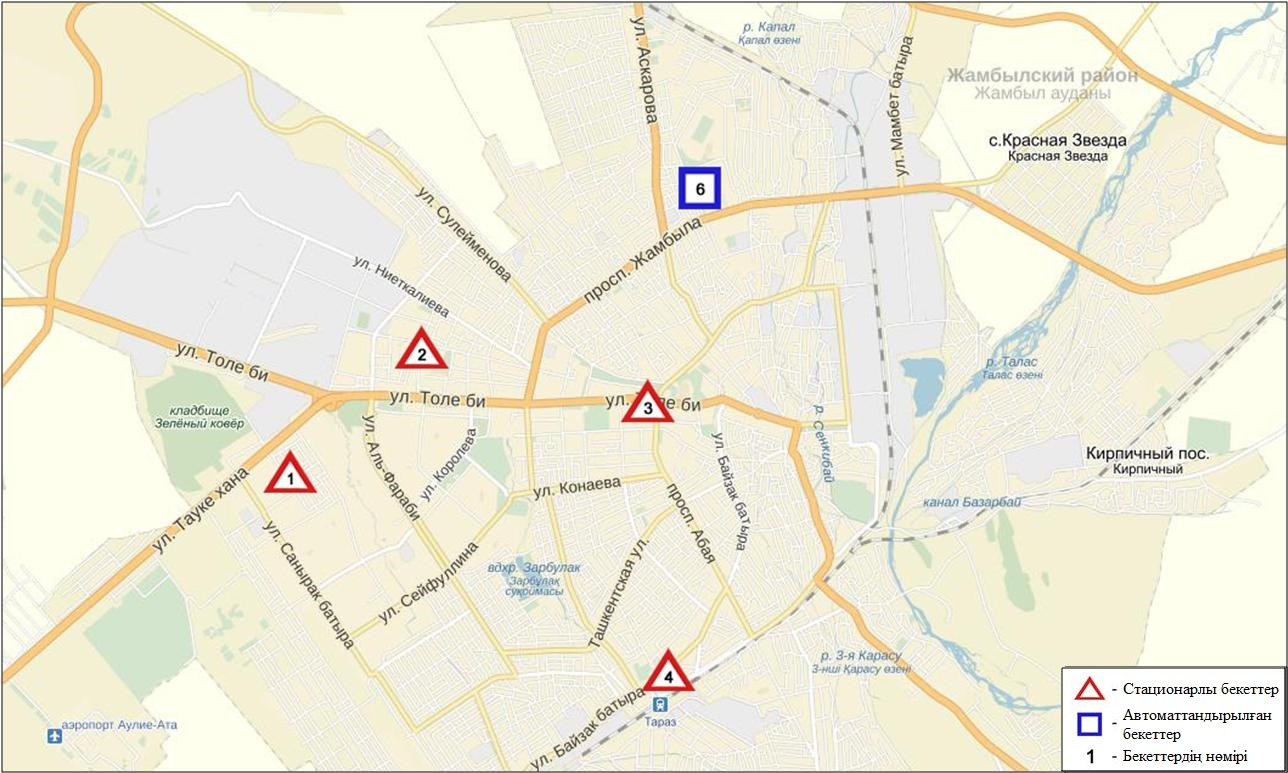 р. Капал
Қапал өзені
ул. Аскарова
ул. Мамбет батыра
Жамбылский район
Жамбыл ауданы
с.Красная Звезда
Красная Звезда
6
ул. Сулейменова
просп. Жамбыла
ул. Ниеткалиева
2
ул. Толе би
р. Талас
Талас өзені
ул. Толе би
ул. Толе би
3
кладбище
Зелёный ковёр
р. Сенкибай
ул. Аль-Фараби
ул. Королева
ул. Байзак батыра
Кирпичный пос.
Кирпичный
1
ул. Тауке хана
ул. Конаева
просп. Абая
канал Базарбай
ул. Санырак батыра
ул. Сейфуллина
вдхр. Зарбулак
Зарбұлақ
суқоймасы
Ташкентская ул.
р. 3-я Карасу
3-нші Қарасу өзені
4
ул. Байзак батыра
Тараз
аэропорт Аулие-Ата
- Стационарлы бекеттер
- Автоматтандырылған
бекеттер
1 - Бекеттердің нөмірі